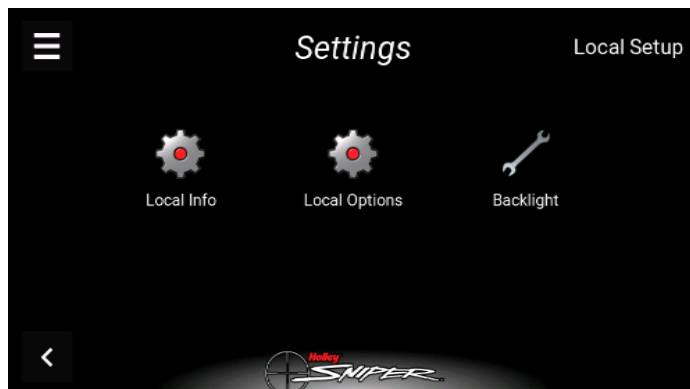 Settings
Local Setup
Local Info
Local Options
Backlight
Holley
SNIPER